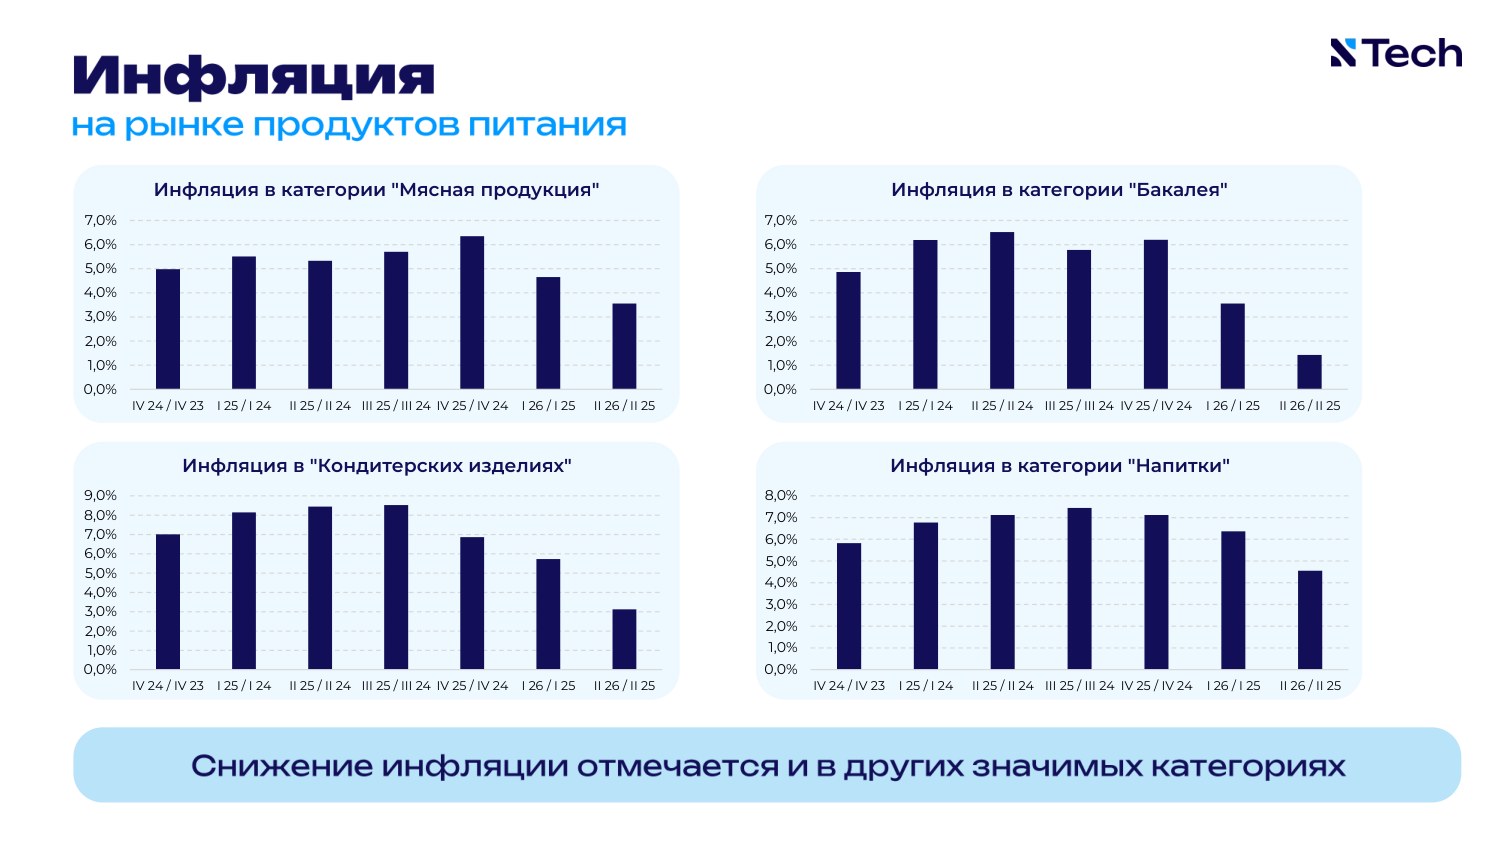 Инфляция
на рынке продуктов питания
Tech
Инфляция в категории "Мясная продукция"
7,0%
6,0%
5,0%
4,0%
3,0%
2,0%
1,0%
0,0%
IV 24 / IV 23 I 25 / I 24 II 25 / II 24 III 25 / III 24 IV 25 / IV 24 I 26 / I 25 II 26 / II 25
Инфляция в категории "Бакалея"
7,0%
6,0%
5,0%
4,0%
3,0%
2,0%
1,0%
0,0%
IV 24 / IV 23 I 25 / I 24 II 25 / II 24 III 25 / III 24 IV 25 / IV 24 I 26 / I 25 II 26 / II 25
Инфляция в "Кондитерских изделиях"
9,0%
8,0%
7,0%
6,0%
5,0%
4,0%
3,0%
2,0%
1,0%
0,0%
IV 24 / IV 23 I 25 / I 24 II 25 / II 24 III 25 / III 24 IV 25 / IV 24 I 26 / I 25 II 26 / II 25
Инфляция в категории "Напитки"
8,0%
7,0%
6,0%
5,0%
4,0%
3,0%
2,0%
1,0%
0,0%
IV 24 / IV 23 I 25 / I 24 II 25 / II 24 III 25 / III 24 IV 25 / IV 24 I 26 / I 25 II 26 / II 25
Снижение инфляции отмечается и в других значимых категориях